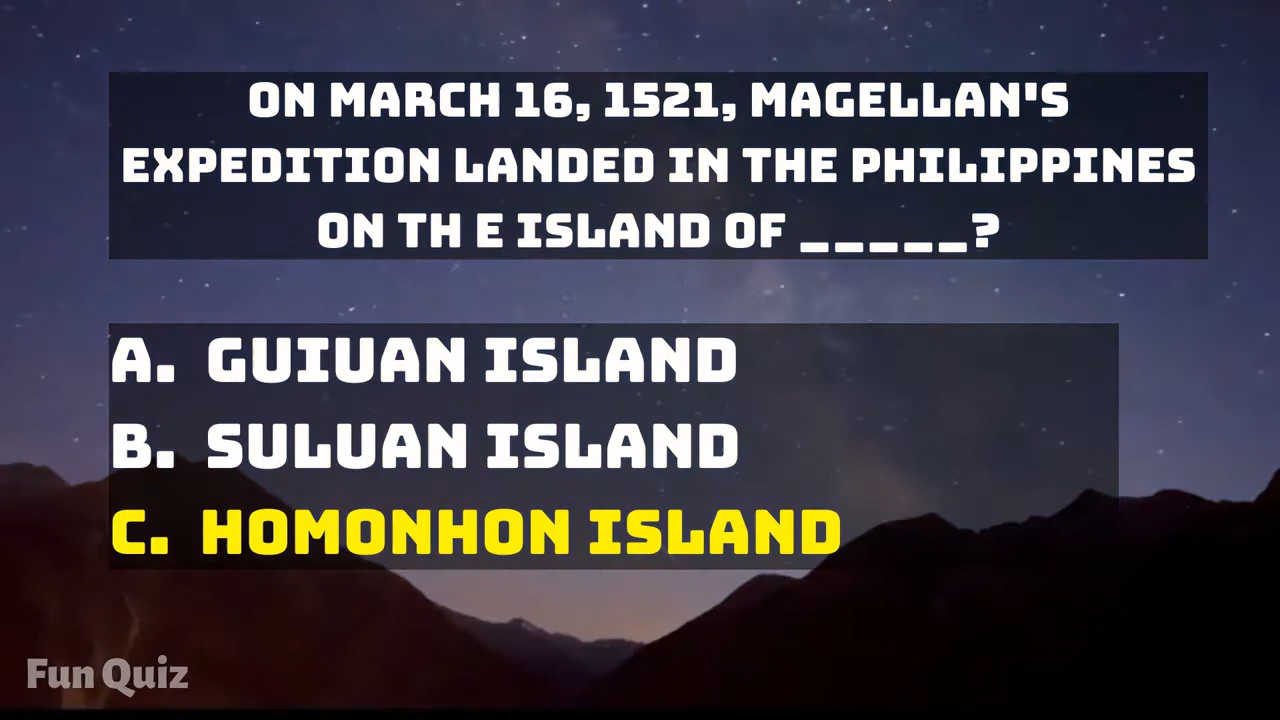 ON MARCH 16, 1521, MAGELLAN'S
EXPEDITION LANDED IN THE PHILIPPINES
ON TH E ISLAND OF _____?
A. GUIUAN ISLAND
B. SULUAN ISLAND
C. HOMONHON ISLAND
Fun Quiz